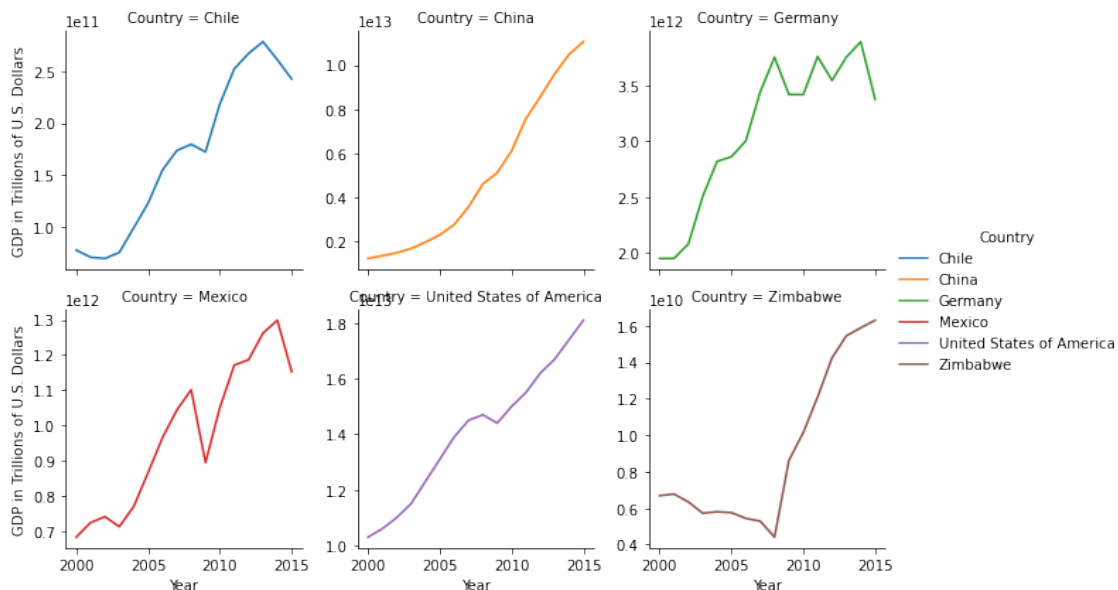 Country = Chile
1e11
GDP in Trillions of U.S. Dollars
2.5
2.0
1.5
1.0
Country = China
1e13
1.0
0.8
0.6
0.4
0.2
Country = Germany
1e12
3.5
3.0
2.5
2.0
Country = Mexico
1e12
GDP in Trillions of U.S. Dollars
1.3
1.2
1.1
1.0
0.9
0.8
0.7
2000 2005 2010 2015
Year
Country = United States of America
1e13
1.8
1.6
1.4
1.2
1.0
2000 2005 2010 2015
Year
Country = Zimbabwe
1e10
1.6
1.4
1.2
1.0
0.8
0.6
0.4
2000 2005 2010 2015
Year
Country
Chile
China
Germany
Mexico
United States of America
Zimbabwe